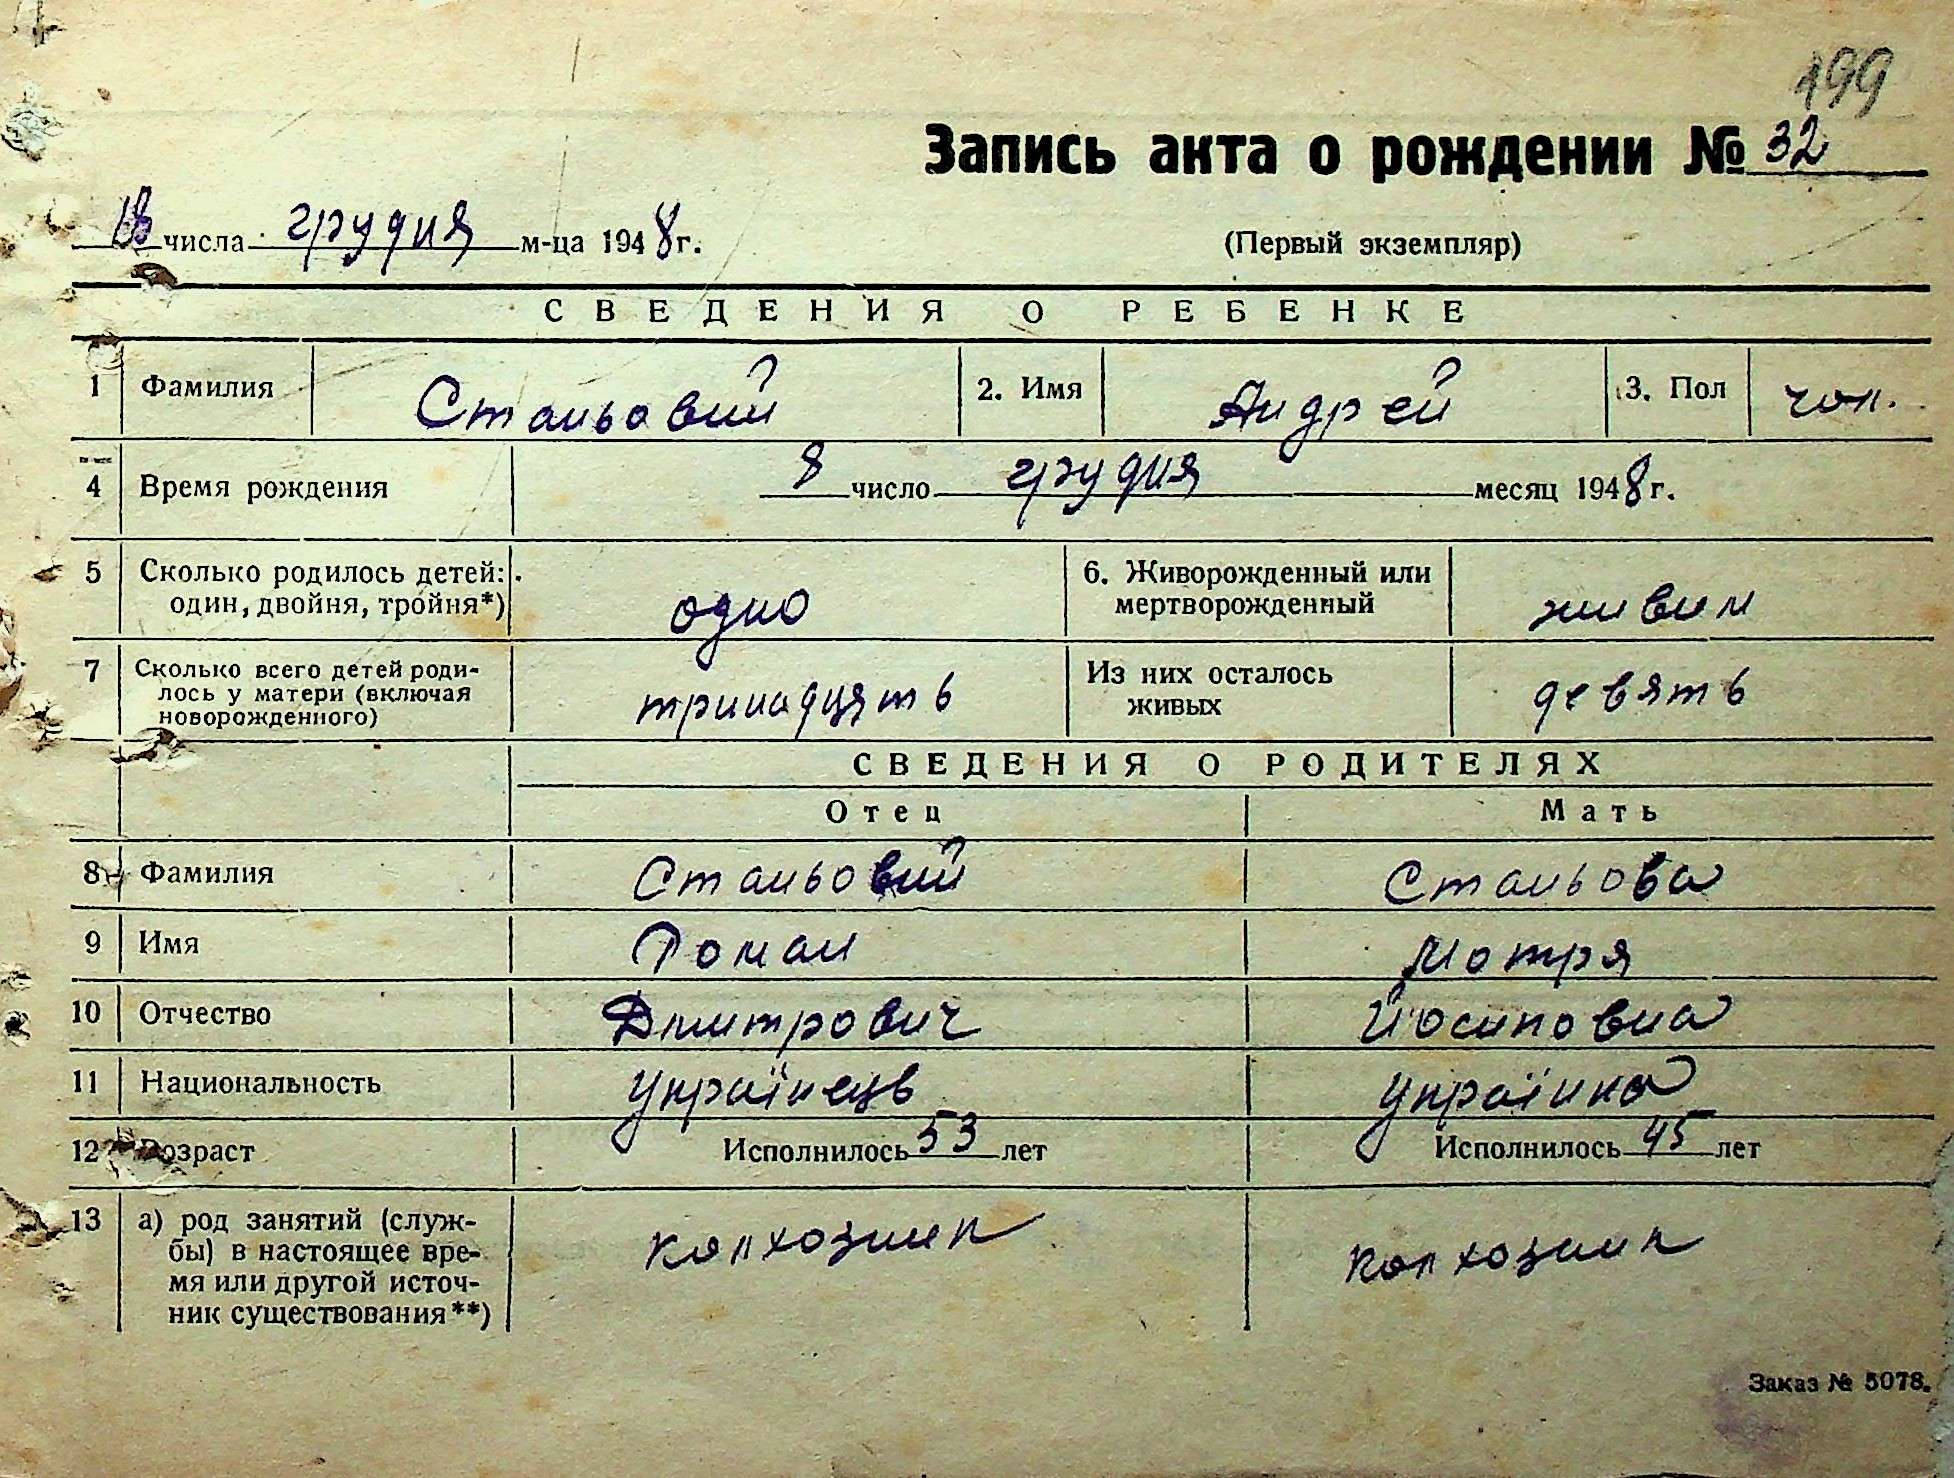 199
Запись акта о рождении № 32
18 числа грудня м-ца 1948 г.
(Первый экземпляр)
СВЕДЕНИЯ О РЕБЕНКЕ
1 Фамилия Стальовий 2. Имя Андрей 3. Пол чол.
4 Время рождения 8 число грудня месяц 1948 г.
5 Сколько родилось детей: один, двойня, тройня*) одно 6. Живорожденный или мертворожденный живим
7 Сколько всего детей родилось у матери (включая новорожденного) тринадцять Из них осталось живых девять
СВЕДЕНИЯ О РОДИТЕЛЯХ
Отец Мать
8 Фамилия Стальовий Стальова
9 Имя Роман Мотря
10 Отчество Дмитрович Йосиповна
11 Национальность Українець Українка
12 Возраст Исполнилось 53 лет Исполнилось 45 лет
13 а) род занятий (службы) в настоящее время или другой источник существования**) колхозник колхозник
Заказ № 5078.